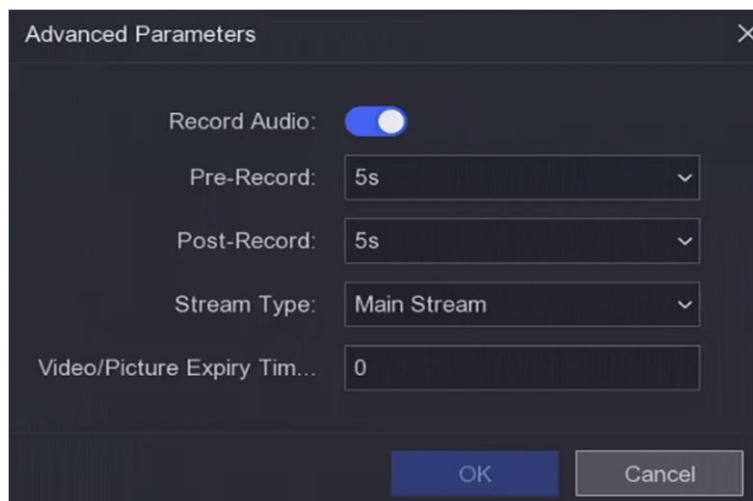 Advanced Parameters
Record Audio:
Pre-Record: 5s
Post-Record: 5s
Stream Type: Main Stream
Video/Picture Expiry Tim... 0
OK Cancel